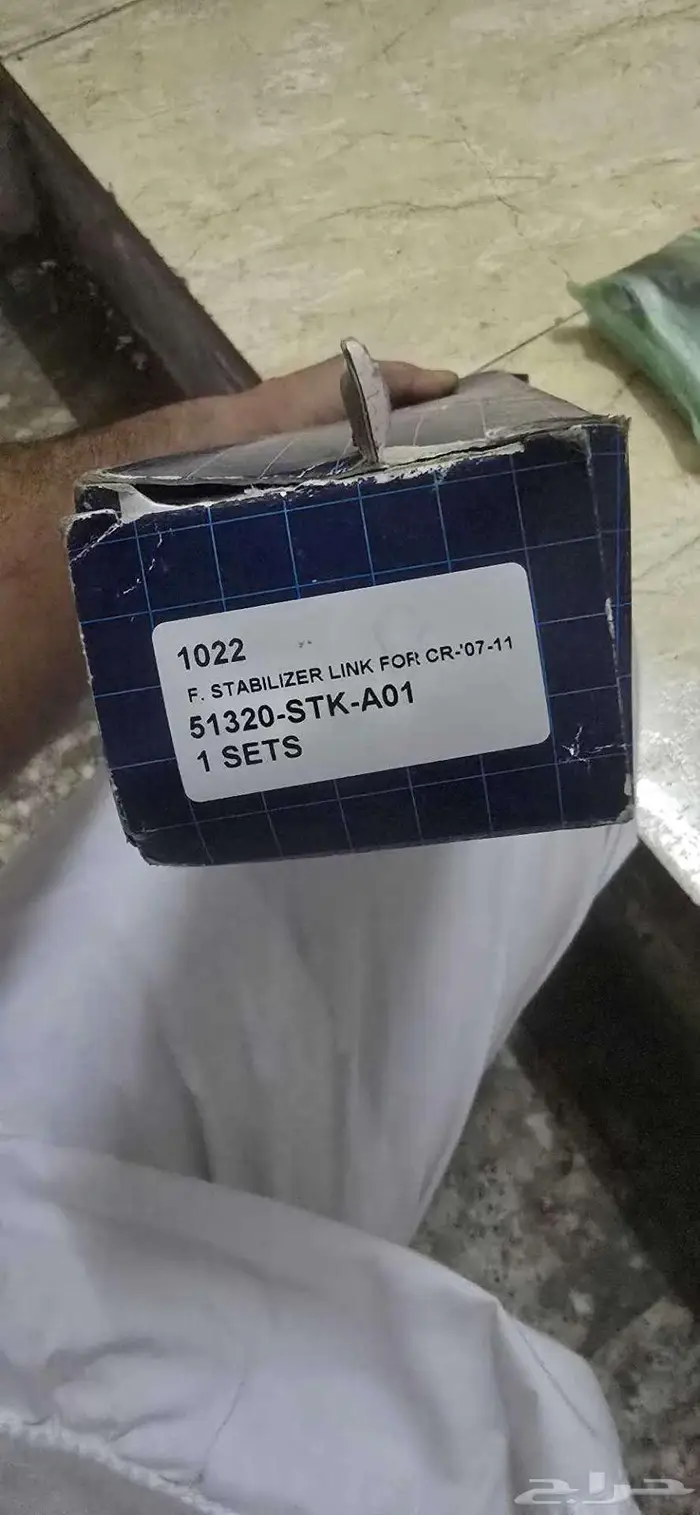 1022
F. STABILIZER LINK FOR CR-'07-11
51320-STK-A01
1 SETS
حراج